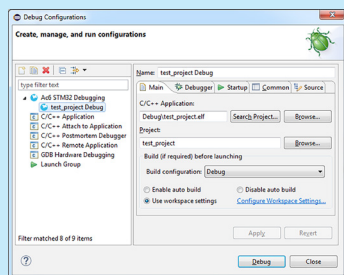 Debug Configurations
Create, manage, and run configurations
type filter text
Ac6 STM32 Debugging
test_project Debug
C/C++ Application
C/C++ Attach to Application
C/C++ Postmortem Debugger
C/C++ Remote Application
GDB Hardware Debugging
Launch Group
Filter matched 8 of 9 items
Name: test_project Debug
Main Debugger Startup Common Source
C/C++ Application:
Debug\test_project.elf Search Project... Browse...
Project:
test_project Browse...
Build (if required) before launching
Build configuration: Debug
Enable auto build Disable auto build
Use workspace settings Configure Workspace Settings...
Apply Revert
? Debug Close